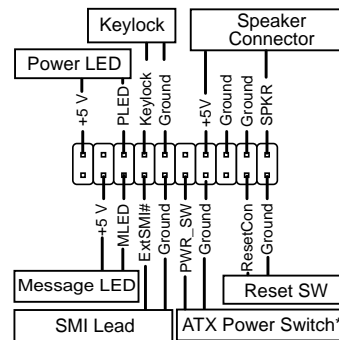 Keylock
Speaker
Connector
Power LED
+5 V
PLED
Keylock
Ground
+5V
Ground
Ground
SPKR
+5 V
MLED
ExtSMI#
Ground
PWR_SW
Ground
ResetCon
Ground
Message LED
Reset SW
SMI Lead
ATX Power Switch*